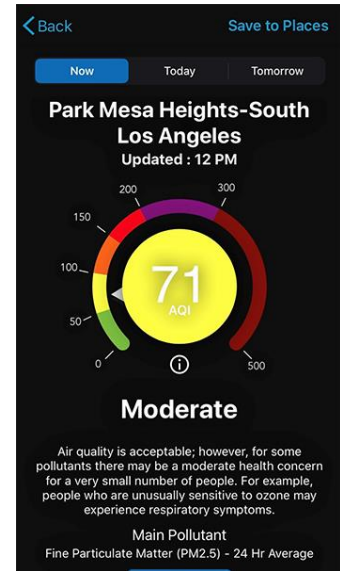 Back
Save to Places
Now
Today
Tomorrow
Park Mesa Heights-South
Los Angeles
Updated : 12 PM
200
300
150
100
50
0
500
71
AQI
Moderate
Air quality is acceptable; however, for some
pollutants there may be a moderate health concern
for a very small number of people. For example,
people who are unusually sensitive to ozone may
experience respiratory symptoms.
Main Pollutant
Fine Particulate Matter (PM2.5) - 24 Hr Average